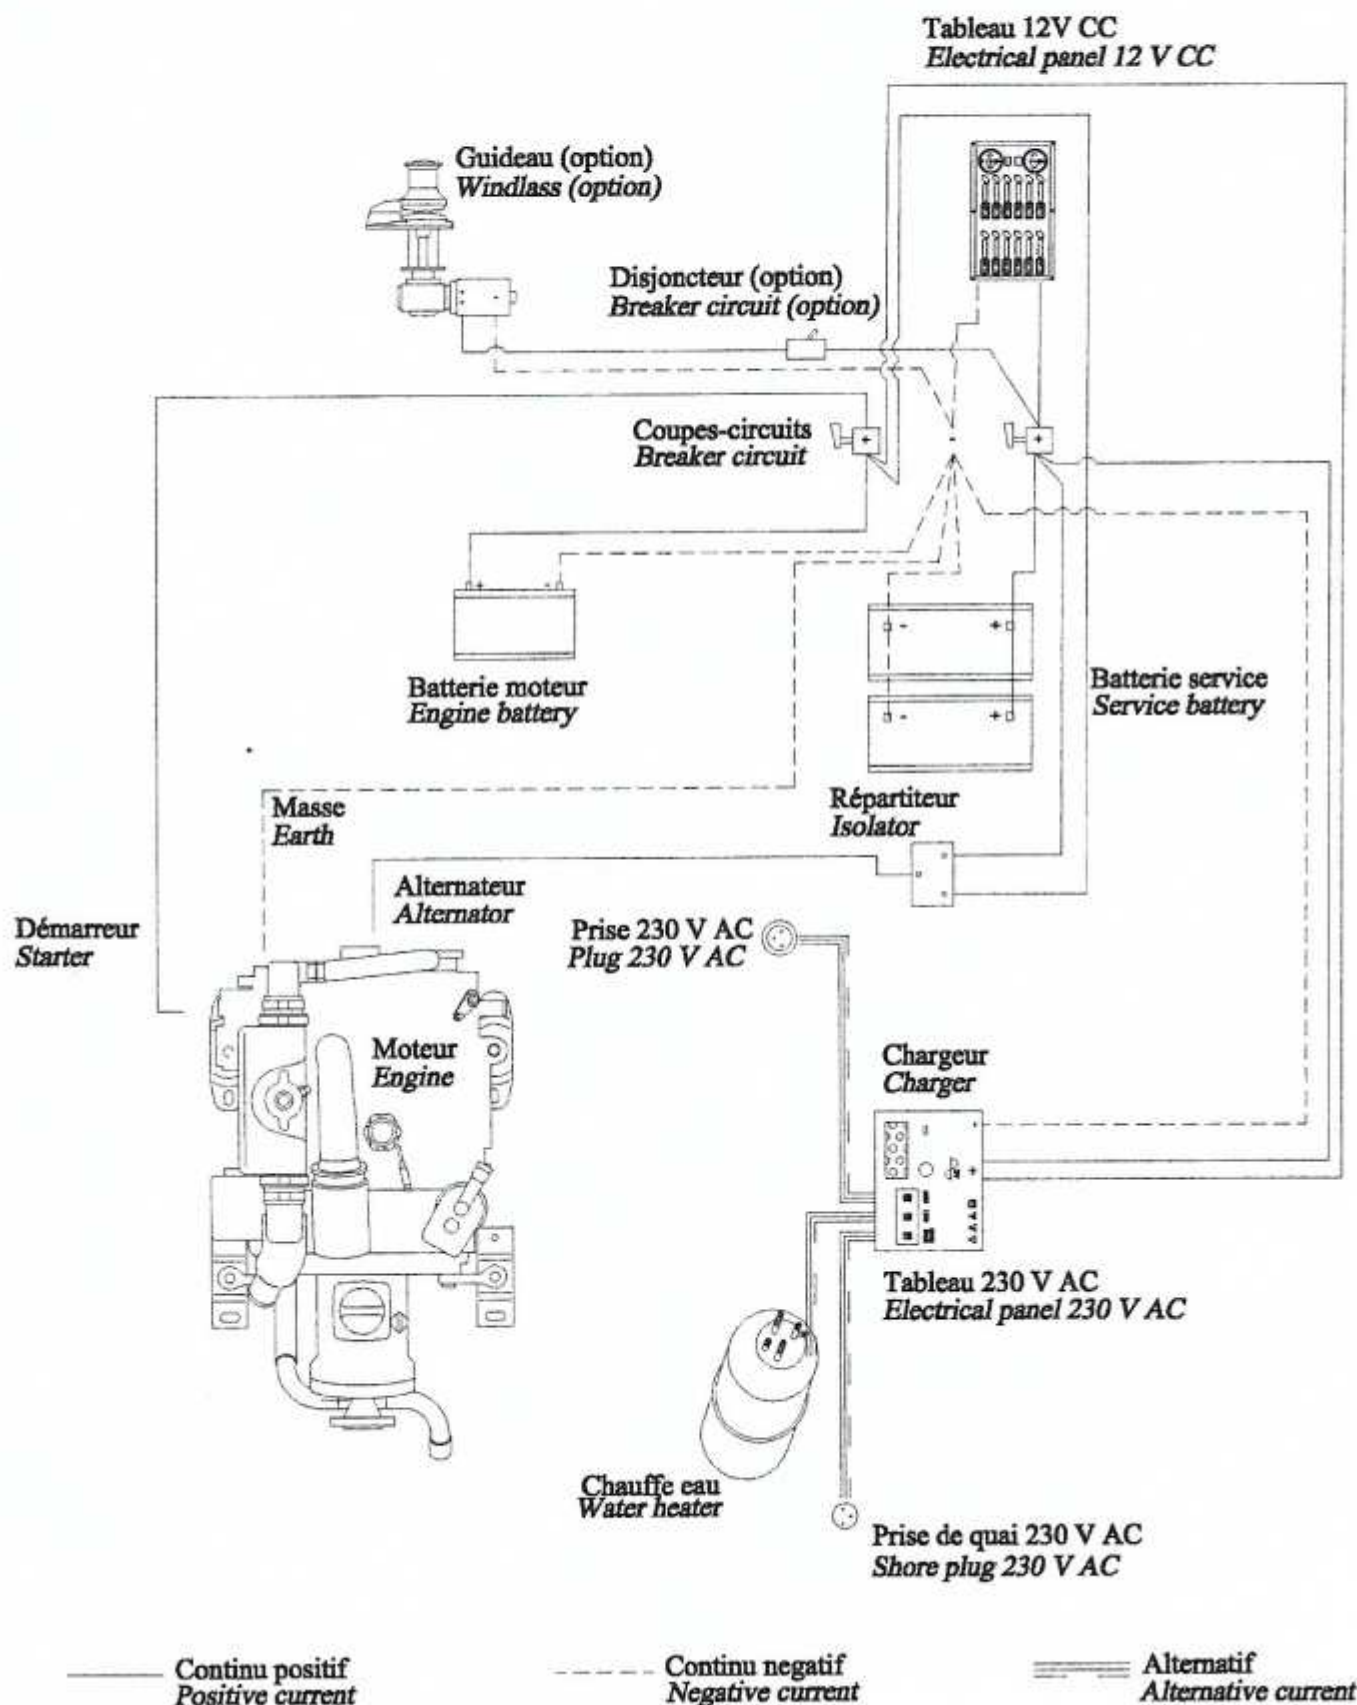 Tableau 12V CC
Electrical panel 12 V CC
Guideau (option)
Windlass (option)
Disjoncteur (option)
Breaker circuit (option)
Coupes-circuits
Breaker circuit
Batterie moteur
Engine battery
Batterie service
Service battery
Masse
Earth
Répartiteur
Isolator
Alternateur
Alternator
Démarreur
Starter
Prise 230 V AC
Plug 230 V AC
Moteur
Engine
Chargeur
Charger
Tableau 230 V AC
Electrical panel 230 V AC
Chauffe eau
Water heater
Prise de quai 230 V AC
Shore plug 230 V AC
Continu positif
Positive current
Continu negatif
Negative current
Alternatif
Alternative current